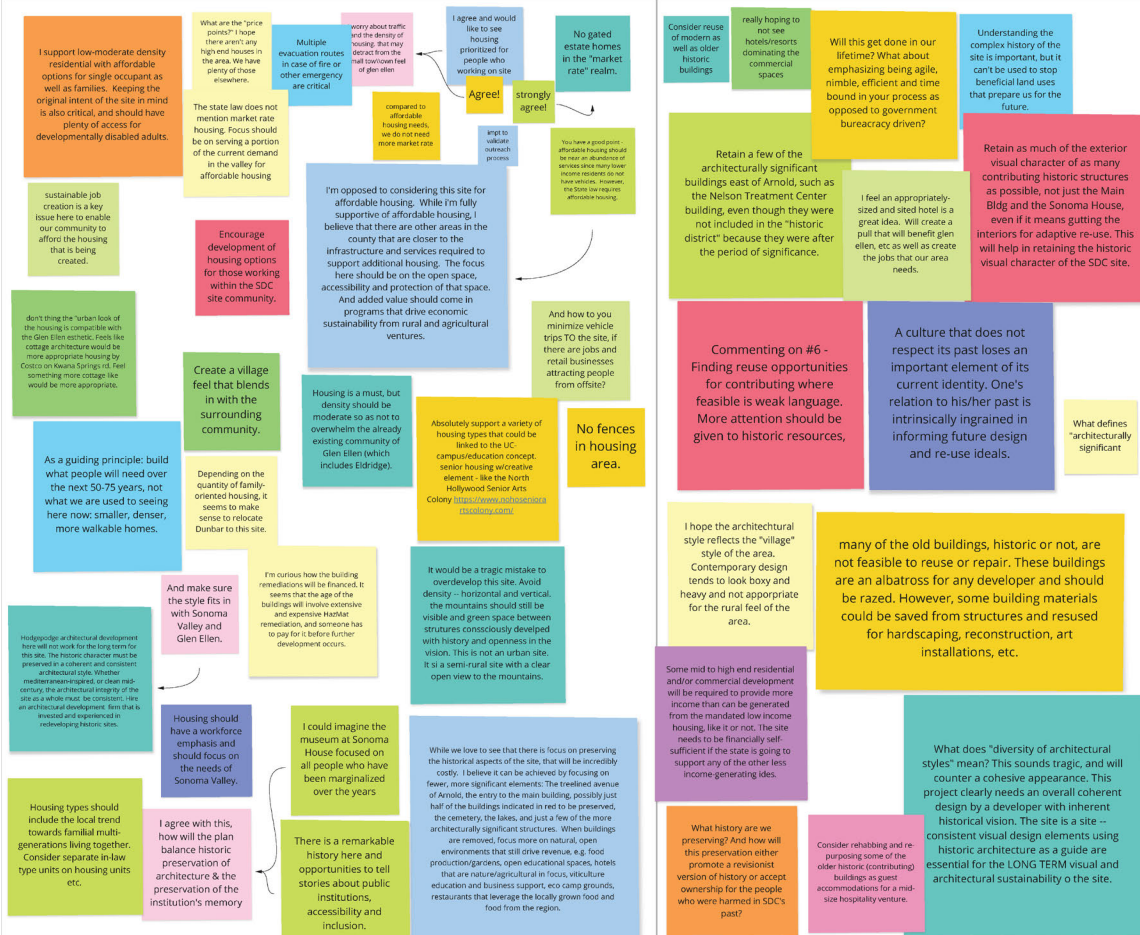 I support low-moderate density
residential with affordable
options for single occupant as
well as families.  Keeping the
original intent of the site in mind
is also critical, and should have
plenty of access for
developmentally disabled adults.
What are the "price
points?" I hope
there aren't any
high end houses in
the area. We have
plenty of those
elsewhere.
Multiple
evacuation routes
in case of fire or
other emergency
are critical
worry about traffic
and the density of
housing. that may
detract from the
small town/town feel
of glen ellen
I agree and would
like to see
housing
prioritized for
people who
working on site
No gated
estate homes
in the "market
rate" realm.
Agree!
strongly
agree!
The state law does not
mention market rate
housing. Focus should
be on serving a portion
of the current demand
in the valley for
affordable housing
compared to
affordable
housing needs,
we do not need
more market rate
impt to
validate
outreach
process
You have a good point -
affordable housing should
be near an abundance of
services since many lower
income residents do not
have vehicles.  However,
the State law requires
affordable housing.
sustainable job
creation is a key
issue here to enable
our community to
afford the housing
that is being
created.
Encourage
development of
housing options
for those working
within the SDC
site community.
I'm opposed to considering this site for
affordable housing.  While i'm fully
supportive of affordable housing, I
believe that there are other areas in the
county that are closer to the
infrastructure and services required to
support additional housing.  The focus
here should be on the open space,
accessibility and protection of that space.
And added value should come in
programs that drive economic
sustainability from rural and agricultural
ventures.
don't thing the "urban look of
the housing is compatible with
the Glen Ellen esthetic. Feels like
cottage architecture would be
more appropriate housing by
Costco on Kwana Springs rd. Feel
something more cottage like
would be more appropriate.
Create a village
feel that blends
in with the
surrounding
community.
And how to you
minimize vehicle
trips TO the site, if
there are jobs and
retail businesses
attracting people
from offsite?
Housing is a must, but
density should be
moderate so as not to
overwhelm the already
existing community of
Glen Ellen (which
includes Eldridge).
Absolutely support a variety of
housing types that could be
linked to the UC-
campus/education concept.
senior housing w/creative
element - like the North
Hollywood Senior Arts
Colony https://www.nohoseniora
rtscolony.com/
No fences
in housing
area.
As a guiding principle: build
what people will need over
the next 50-75 years, not
what we are used to seeing
here now: smaller, denser,
more walkable homes.
Depending on the
quantity of family-
oriented housing, it
seems to make
sense to relocate
Dunbar to this site.
I'm curious how the building
remediations will be financed. It
seems that the age of the
buildings will involve extensive
and expensive HazMat
remediation, and someone has
to pay for it before further
development occurs.
It would be a tragic mistake to
overdevelop this site. Avoid
density -- horizontal and vertical.
the mountains should still be
visible and green space between
strutures conssciously develped
with history and openness in the
vision. This is not an urban site.
It si a semi-rural site with a clear
open view to the mountains.
And make sure
the style fits in
with Sonoma
Valley and
Glen Ellen.
Hodgepodge architectural development
here will not work for the long term for
this site. The historic character must be
preserved in a coherent and consistent
architectural style. Whether
mediterranean-inspired, or clean mid-
century, the architectural integrity of the
site as a whole must  be consistent. Hire
an architectural development  firm that is
invested and experienced in
redeveloping historic sites.
Housing should
have a workforce
emphasis and
should focus on
the needs of
Sonoma Valley.
I could imagine the
museum at Sonoma
House focused on
all people who have
been marginalized
over the years
While we love to see that there is focus on preserving
the historical aspects of the site, that will be incredibly
costly.  I believe it can be achieved by focusing on
fewer, more significant elements: The treelined avenue
of Arnold, the entry to the main building, possibly just
half of the buildings indicated in red to be preserved,
the cemetery, the lakes, and just a few of the more
architecturally significant structures.  When buildings
are removed, focus more on natural, open
environments that still drive revenue, e.g. food
production/gardens, open educational spaces, hotels
that are nature/agricultural in focus, viticulture
education and business support, eco camp grounds,
restaurants that leverage the locally grown food and
food from the region.
Housing types should
include the local trend
towards familial multi-
generations living together.
Consider separate in-law
type units on housing units
etc.
I agree with this,
how will the plan
balance historic
preservation of
architecture & the
preservation of the
institution's memory
There is a remarkable
history here and
opportunities to tell
stories about public
institutions,
accessibility and
inclusion.
Consider reuse
of modern as
well as older
historic
buildings
really hoping to
not see
hotels/resorts
dominating the
commercial
spaces
Will this get done in our
lifetime? What about
emphasizing being agile,
nimble, efficient and time
bound in your process as
opposed to government
bureaucracy driven?
Understanding the
complex history of the
site is important, but it
can't be used to stop
beneficial land uses
that prepare us for the
future.
Retain a few of the
architecturally significant
buildings east of Arnold, such as
the Nelson Treatment Center
building, even though they were
not included in the "historic
district" because they were after
the period of significance.
I feel an appropriately-
sized and sited hotel is a
great idea.  Will create a
pull that will benefit glen
ellen, etc as well as create
the jobs that our area
needs.
Retain as much of the exterior
visual character of as many
contributing historic structures
as possible, not just the Main
Bldg and the Sonoma House,
even if it means gutting the
interiors for adaptive re-use. This
will help in retaining the historic
visual character of the SDC site.
Commenting on #6 -
Finding reuse opportunities
for contributing where
feasible is weak language.
More attention should be
given to historic resources,
A culture that does not
respect its past loses an
important element of its
current identity. One's
relation to his/her past is
intrinsically ingrained in
informing future design
and re-use ideals.
What defines
"architecturally
significant
I hope the architechtural
style reflects the "village"
style of the area.
Contemporary design
tends to look boxy and
heavy and not apporpriate
for the rural feel of the
area.
many of the old buildings, historic or not, are
not feasible to reuse or repair. These buildings
are an albatross for any developer and should
be razed. However, some building materials
could be saved from structures and resused
for hardscaping, reconstruction, art
installations, etc.
Some mid to high end residential
and/or commercial development
will be required to provide more
income than can be generated
from the mandated low income
housing, like it or not. The site
needs to be financially self-
sufficient if the state is going to
support any of the other less
income-generating ides.
What does "diversity of architectural
styles" mean? This sounds tragic, and will
counter a cohesive appearance. This
project clearly needs an overall coherent
design by a developer with inherent
historical vision. The site is a site --
consistent visual design elements using
historic architecture as a guide are
essential for the LONG TERM visual and
architectural sustainability o the site.
What history are we
preserving? And how will
this preservation either
promote a revisionist
version of history or accept
ownership for the people
who were harmed in SDC's
past?
Consider rehabbing and re-
purposing some of the
older historic (contributing)
buildings as guest
accommodations for a mid-
size hospitality venture.